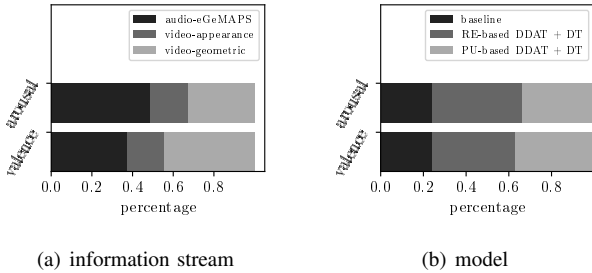 audio-eGeMAPS
video-appearance
video-geometric
arousal
valence
0.0 0.2 0.4 0.6 0.8
percentage
(a) information stream
baseline
RE-based DDAT + DT
PU-based DDAT + DT
arousal
valence
0.0 0.2 0.4 0.6 0.8
percentage
(b) model